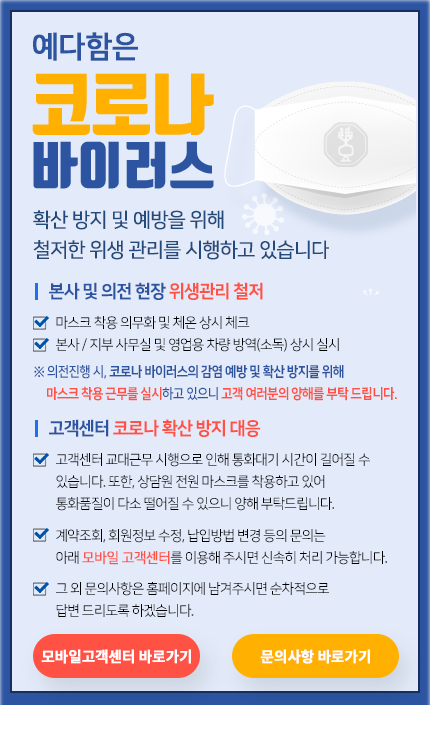 예다함은
코로나
바이러스
확산 방지 및 예방을 위해
철저한 위생 관리를 시행하고 있습니다
본사 및 의전 현장 위생관리 철저
마스크 착용 의무화 및 체온 상시 체크
본사 / 지부 사무실 및 영업용 차량 방역(소독) 상시 실시
※ 의전진행 시, 코로나 바이러스의 감염 예방 및 확산 방지를 위해
마스크 착용 근무를 실시하고 있으니 고객 여러분의 양해를 부탁 드립니다.
고객센터 코로나 확산 방지 대응
고객센터 교대근무 시행으로 인해 통화대기 시간이 길어질 수
있습니다. 또한, 상담원 전원 마스크를 착용하고 있어
통화품질이 다소 떨어질 수 있으니 양해 부탁드립니다.
계약조회, 회원정보 수정, 납입방법 변경 등의 문의는
아래 모바일 고객센터를 이용해 주시면 신속히 처리 가능합니다.
그 외 문의사항은 홈페이지에 남겨주시면 순차적으로
답변 드리도록 하겠습니다.
모바일고객센터 바로가기
문의사항 바로가기